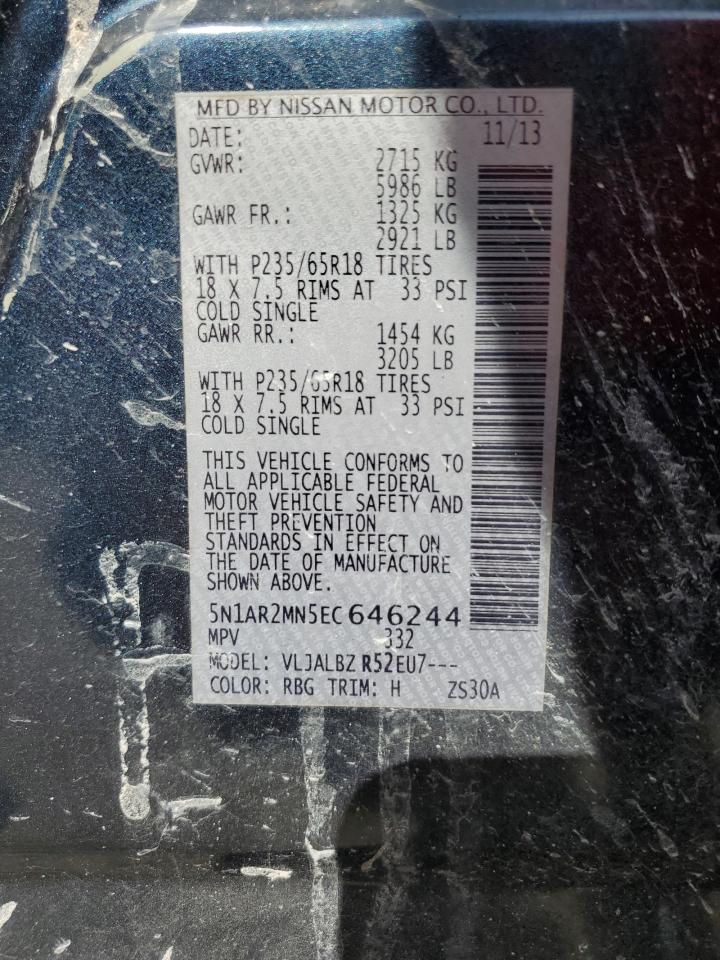 MFD BY NISSAN MOTOR CO., LTD.
DATE: 11/13
GVWR: 2715 KG
5986 LB
GAWR FR.: 1325 KG
2921 LB
WITH P235/65R18 TIRES
18 X 7.5 RIMS AT 33 PSI
COLD SINGLE
GAWR RR.: 1454 KG
3205 LB
WITH P235/65R18 TIRES
18 X 7.5 RIMS AT 33 PSI
COLD SINGLE
THIS VEHICLE CONFORMS TO
ALL APPLICABLE FEDERAL
MOTOR VEHICLE SAFETY AND
THEFT PREVENTION
STANDARDS IN EFFECT ON
THE DATE OF MANUFACTURE
SHOWN ABOVE.
5N1AR2MN5EC646244
MPV 332
MODEL: VLJALBZ R52EU7---
COLOR: RBG TRIM: H ZS30A